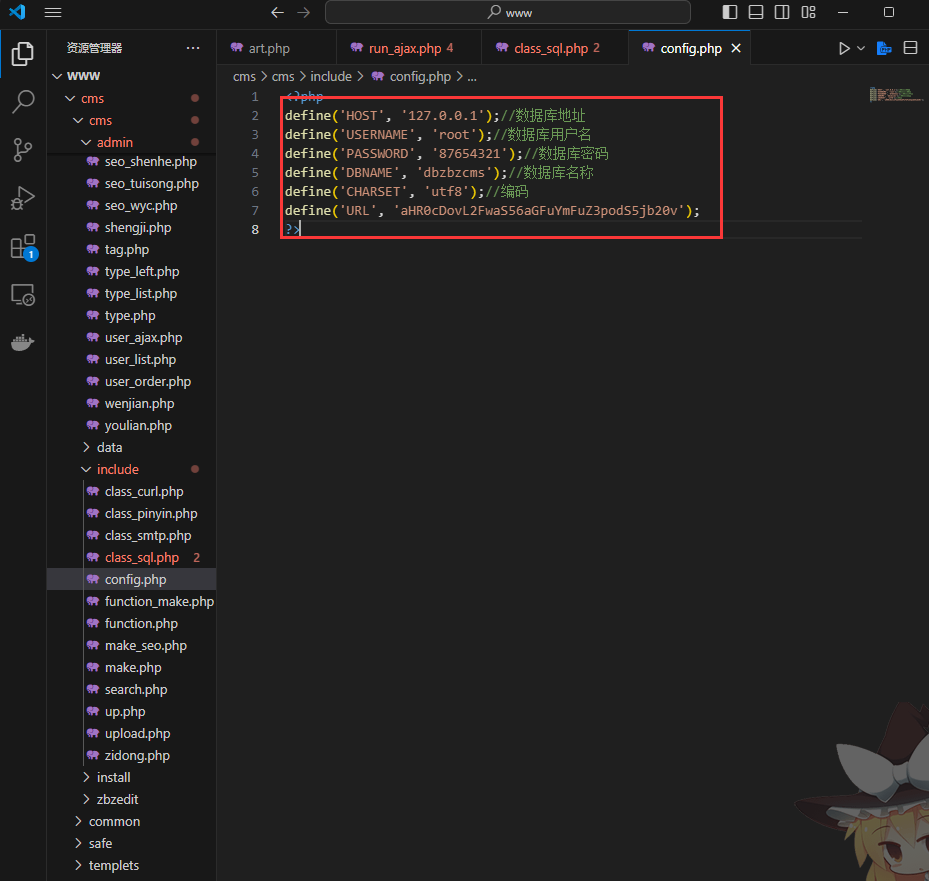 www
资源管理器
...
art.php
run_ajax.php 4
class_sql.php 2
config.php
WWW
cms
cms
admin
seo_shenhe.php
seo_tuisong.php
seo_wyc.php
shengji.php
tag.php
type_left.php
type_list.php
type.php
user_ajax.php
user_list.php
user_order.php
wenjian.php
youlian.php
data
include
class_curl.php
class_pinyin.php
class_smtp.php
class_sql.php 2
config.php
function_make.php
function.php
make_seo.php
make.php
search.php
up.php
upload.php
zidong.php
install
zbzedit
common
safe
templets
1
cms > cms > include > config.php > ...
1 <?php
2 define('HOST', '127.0.0.1');//数据库地址
3 define('USERNAME', 'root');//数据库用户名
4 define('PASSWORD', '87654321');//数据库密码
5 define('DBNAME', 'dbzbzcms');//数据库名称
6 define('CHARSET', 'utf8');//编码
7 define('URL', 'aHR0cDovL2FwaS56aGFuYmFuZ3podS5jb20v');
8 ?>